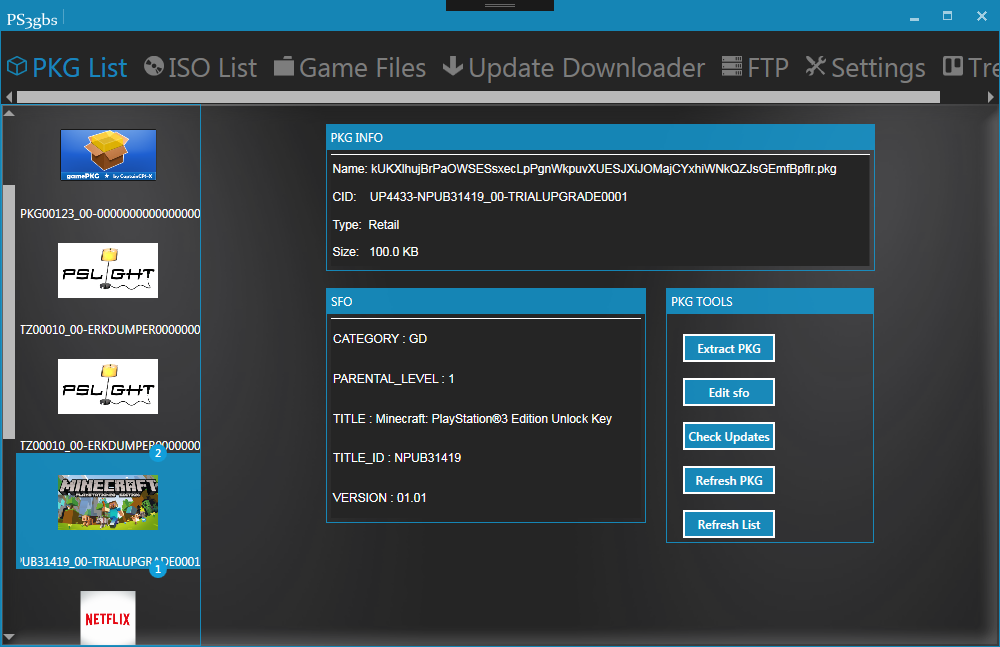 PS3gbs
PKG List ISO List Game Files Update Downloader FTP Settings Tre
gamePKG ★ by CaptainCPS-X
PKG00123_00-0000000000000000
PSLIGHT
TZ00010_00-ERKDUMPER0000000
PSLIGHT
TZ00010_00-ERKDUMPER0000000
2
MINECRAFT
PLAYSTATION®3 EDITION
PUB31419_00-TRIALUPGRADE0001
1
NETFLIX
PKG INFO
Name: kUKXlhujBrPaOWSESsxecLpPgnWkpuvXUESJXiJOMajCYxhiWNkQZJsGEmfBpflr.pkg
CID: UP4433-NPUB31419_00-TRIALUPGRADE0001
Type: Retail
Size: 100.0 KB
SFO
CATEGORY : GD
PARENTAL_LEVEL : 1
TITLE : Minecraft: PlayStation®3 Edition Unlock Key
TITLE_ID : NPUB31419
VERSION : 01.01
PKG TOOLS
Extract PKG
Edit sfo
Check Updates
Refresh PKG
Refresh List